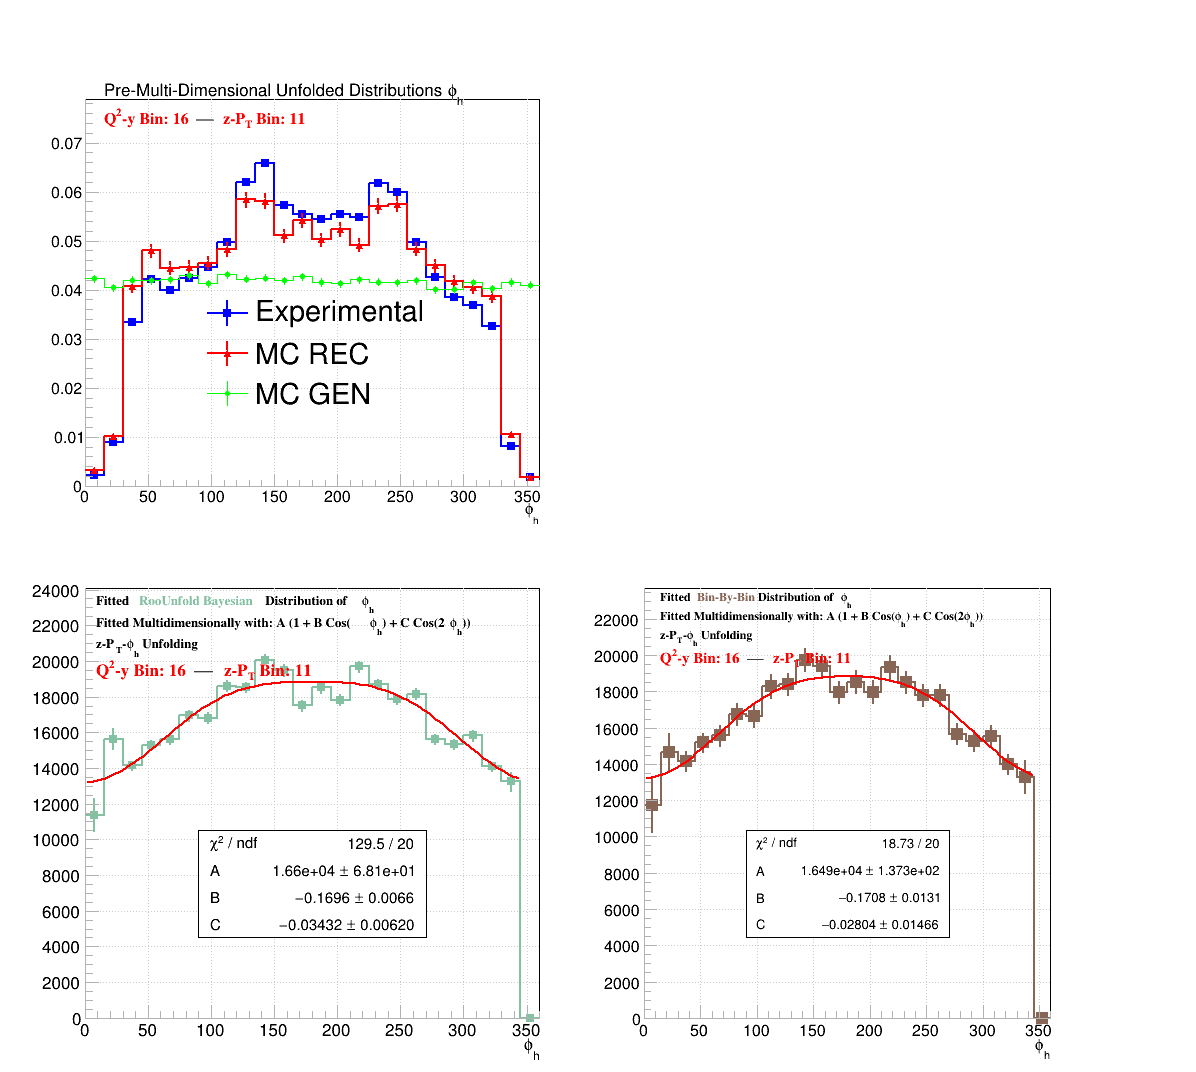 Pre-Multi-Dimensional Unfolded Distributions ϕh
Q2-y Bin: 16 — z-PT Bin: 11
0.07
0.06
0.05
0.04
0.03
0.02
0.01
0
Experimental
MC REC
MC GEN
0 50 100 150 200 250 300 350
ϕh
Fitted RooUnfold Bayesian Distribution of ϕh
Fitted Multidimensionally with: A (1 + B Cos( ϕh) + C Cos(2 ϕh))
z-PT-ϕh Unfolding
Q2-y Bin: 16 — z-PT Bin: 11
24000
22000
20000
18000
16000
14000
12000
10000
8000
6000
4000
2000
0
χ2 / ndf 129.5 / 20
A 1.66e+04 ± 6.81e+01
B −0.1696 ± 0.0066
C −0.03432 ± 0.00620
0 50 100 150 200 250 300 350
ϕh
Fitted Bin-By-Bin Distribution of ϕh
Fitted Multidimensionally with: A (1 + B Cos(ϕh) + C Cos(2ϕh))
z-PT-ϕh Unfolding
Q2-y Bin: 16 — z-PT Bin: 11
22000
20000
18000
16000
14000
12000
10000
8000
6000
4000
2000
0
χ2 / ndf 18.73 / 20
A 1.649e+04 ± 1.373e+02
B −0.1708 ± 0.0131
C −0.02804 ± 0.01466
0 50 100 150 200 250 300 350
ϕh